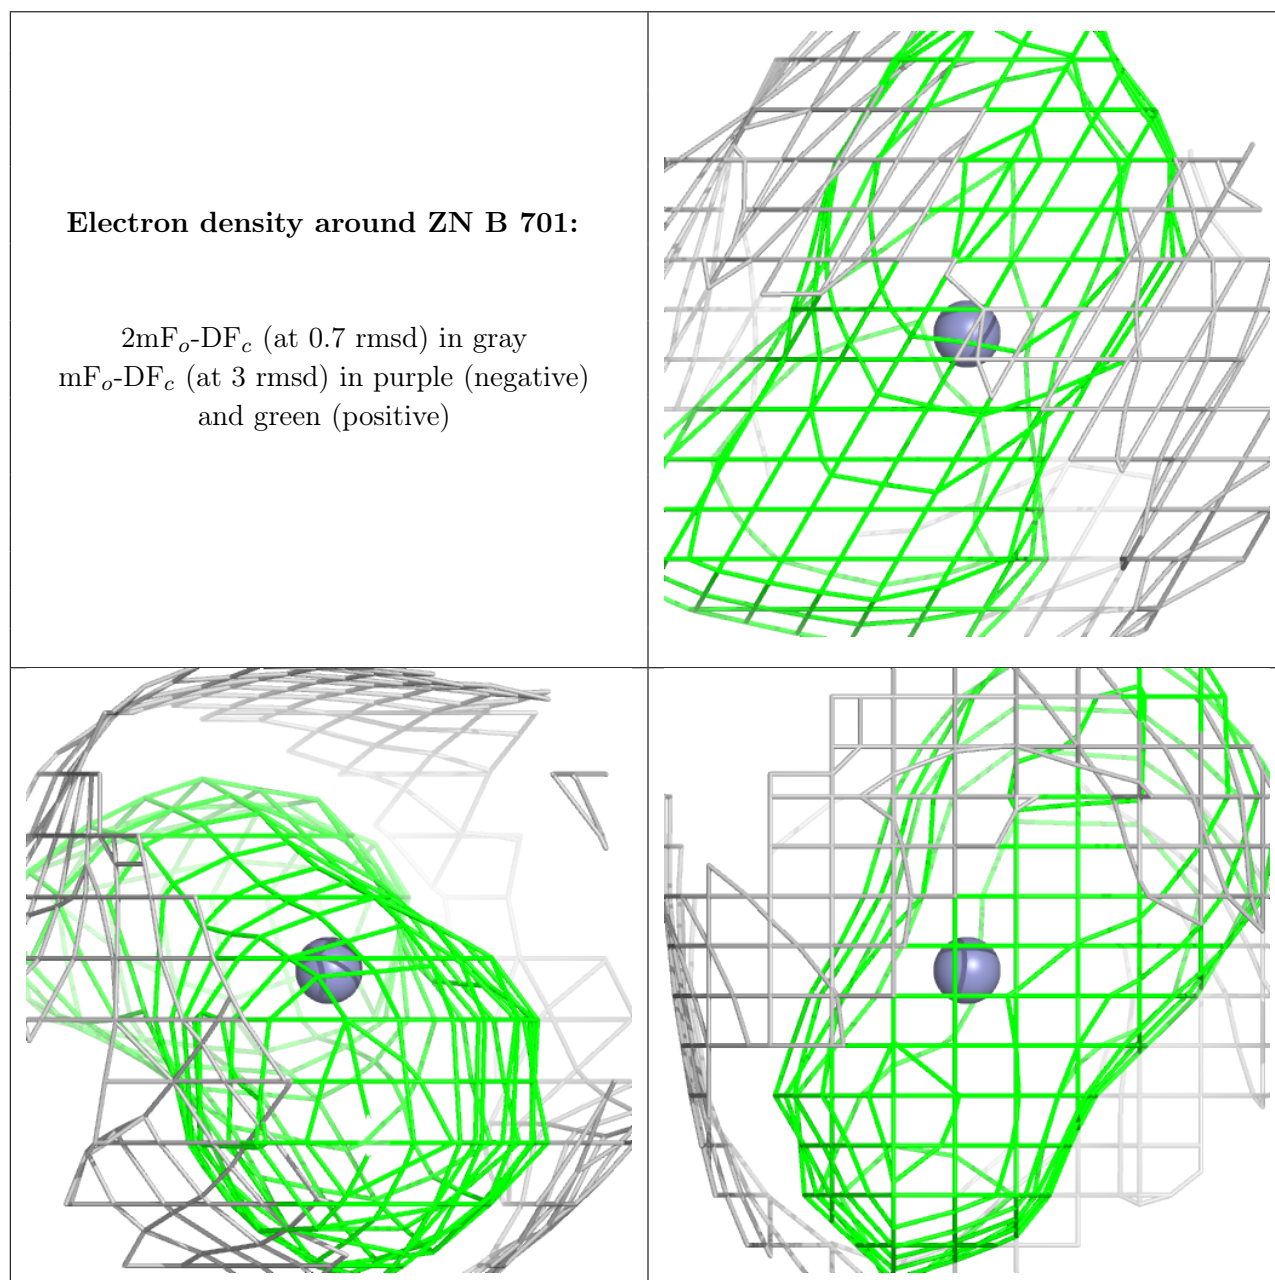 Electron density around ZN B 701:
2mFo-DFc (at 0.7 rmsd) in gray
mFo-DFc (at 3 rmsd) in purple (negative)
and green (positive)